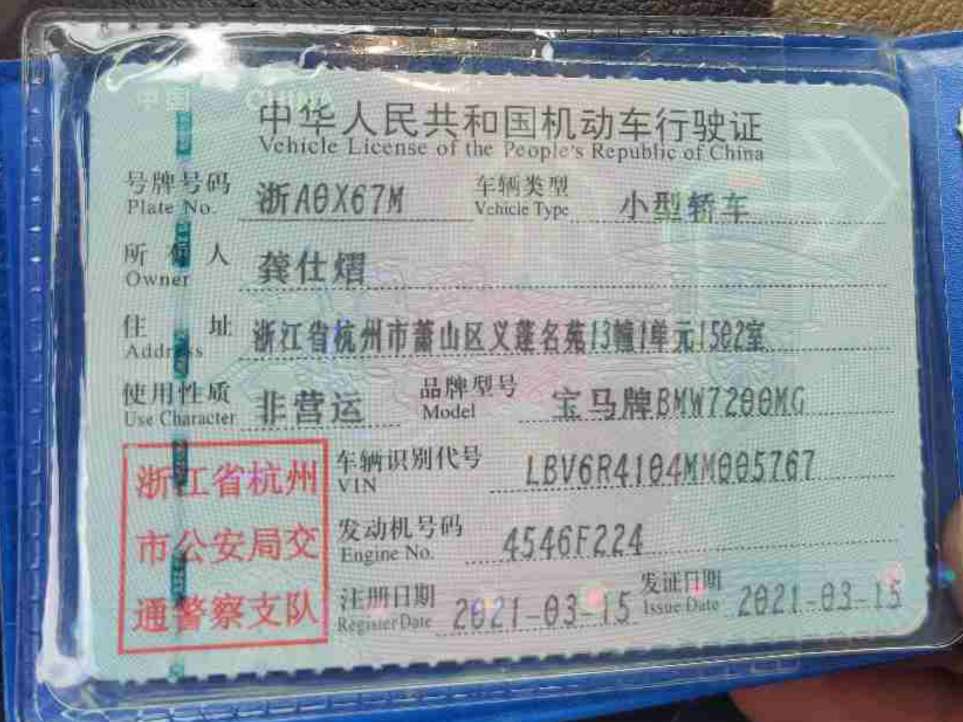 中国
CHINA
中华人民共和国机动车行驶证
Vehicle License of the People's Republic of China
号牌号码 浙A0X67M 车辆类型 小型轿车
Plate No. Vehicle Type
所有人 龚仕熠
Owner
住址 浙江省杭州市萧山区义蓬名苑13幢1单元1502室
Address
使用性质 非营运 品牌型号 宝马牌BMW7200MG
Use Character Model
浙江省杭州 车辆识别代号 LBV6R4104MM005767
VIN
市公安局交 发动机号码 4546F224
Engine No.
通警察支队 注册日期 2021-03-15 发证日期 2021-03-15
Register Date Issue Date